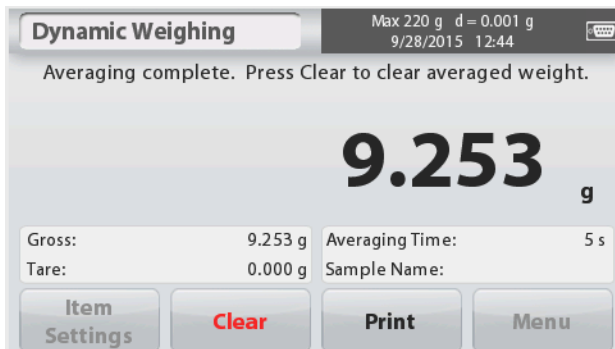 Dynamic Weighing
Max 220 g d = 0.001 g
9/28/2015 12:44
Averaging complete. Press Clear to clear averaged weight.
9.253 g
Gross: 9.253 g
Tare: 0.000 g
Averaging Time: 5 s
Sample Name:
Item
Settings
Clear
Print
Menu